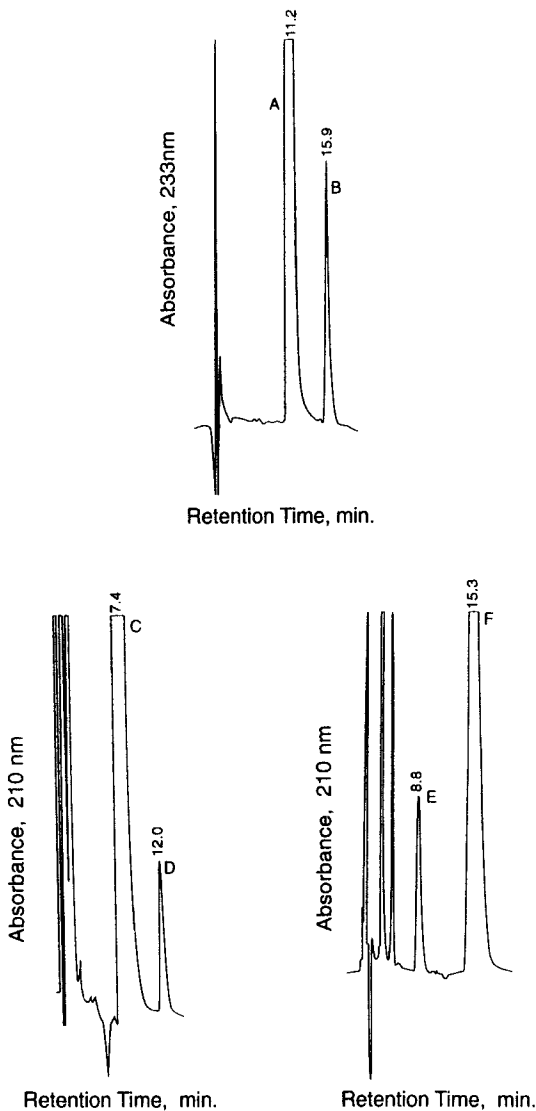 11.2
A
15.9
B
Absorbance, 233nm
Retention Time, min.
7.4
C
12.0
D
Absorbance, 210 nm
Retention Time, min.
15.3
F
8.8
E
Absorbance, 210 nm
Retention Time, min.